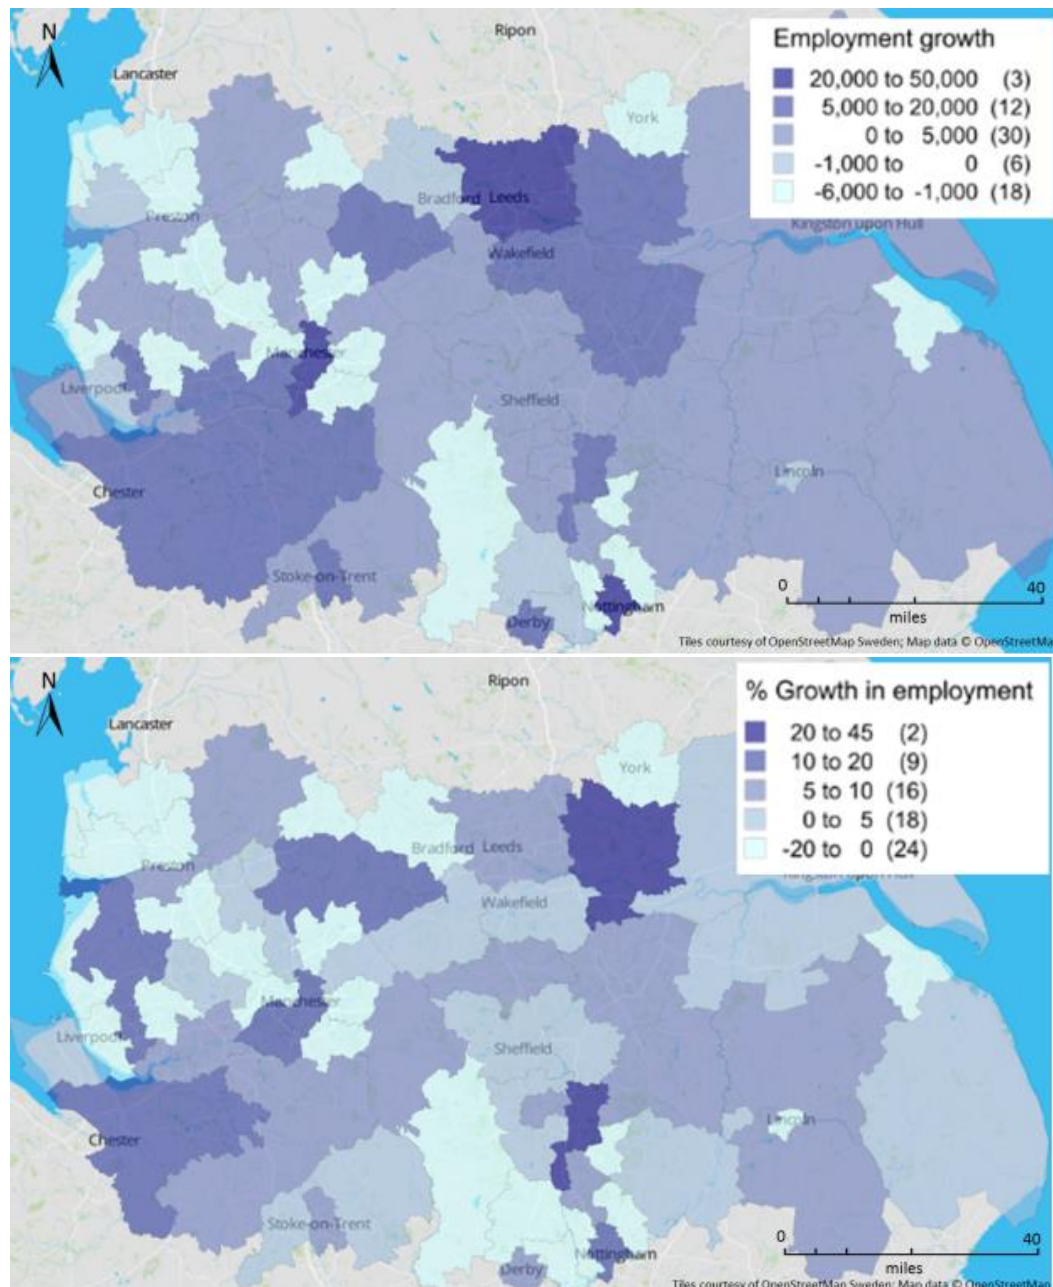 N
Ripon
Lancaster
Employment growth
20,000 to 50,000 (3)
5,000 to 20,000 (12)
0 to 5,000 (30)
-1,000 to 0 (6)
-6,000 to -1,000 (18)
York
Bradford Leeds
Preston
Kingston upon Hull
Wakefield
Manchester
Liverpool
Sheffield
Lincoln
Chester
Stoke-on-Trent
Nottingham
Derby
0 40
miles
Tiles courtesy of OpenStreetMap Sweden; Map data © OpenStreetMa
N
Ripon
Lancaster
% Growth in employment
20 to 45 (2)
10 to 20 (9)
5 to 10 (16)
0 to 5 (18)
-20 to 0 (24)
York
Bradford Leeds
Preston
Wakefield
Manchester
Liverpool
Sheffield
Lincoln
Chester
Stoke-on-Trent
Nottingham
Derby
0 40
miles
Tiles courtesy of OpenStreetMap Sweden; Map data © OpenStreetMap